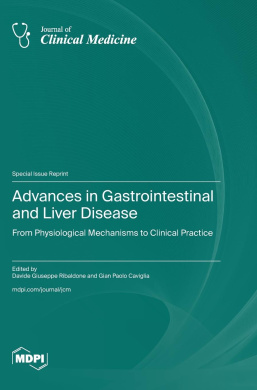 Journal of
Clinical Medicine
Special Issue Reprint
Advances in Gastrointestinal
and Liver Disease
From Physiological Mechanisms to Clinical Practice
Edited by
Davide Giuseppe Ribaldone and Gian Paolo Caviglia
mdpi.com/journal/jcm
MDPI